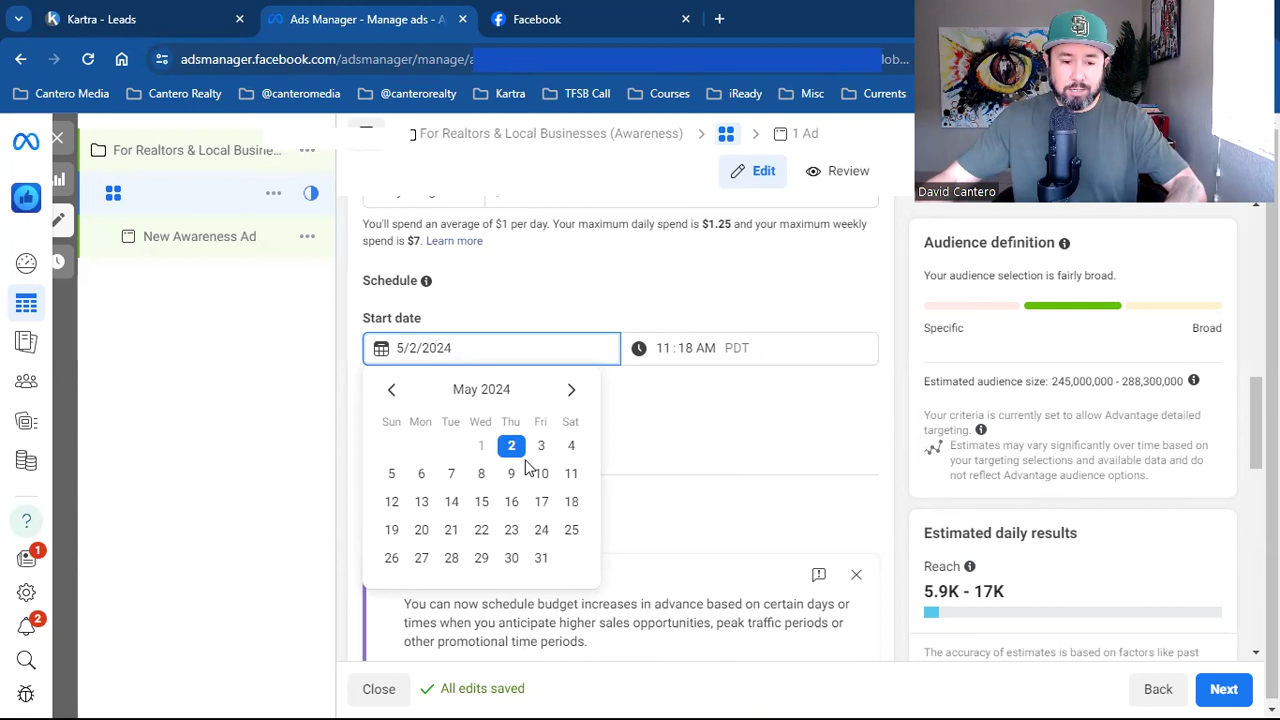 Kartra - Leads
Ads Manager - Manage ads - A
Facebook
adsmanager.facebook.com/adsmanager/manage/a
lob...
Cantero Media
Cantero Realty
@canteromedia
@canterorealty
Kartra
TFSB Call
Courses
iReady
Misc
Currents
For Realtors & Local Busine...
New Awareness Ad
For Realtors & Local Businesses (Awareness)
1 Ad
Edit
Review
You'll spend an average of $1 per day. Your maximum daily spend is $1.25 and your maximum weekly
spend is $7. Learn more
Schedule
Start date
5/2/2024
11:18 AM PDT
May 2024
Sun Mon Tue Wed Thu Fri Sat
1 2 3 4
5 6 7 8 9 10 11
12 13 14 15 16 17 18
19 20 21 22 23 24 25
26 27 28 29 30 31
You can now schedule budget increases in advance based on certain days or
times when you anticipate higher sales opportunities, peak traffic periods or
other promotional time periods.
Close
All edits saved
Back
Next
David Cantero
Audience definition
Your audience selection is fairly broad.
Specific
Broad
Estimated audience size: 245,000,000 - 288,300,000
Your criteria is currently set to allow Advantage detailed
targeting.
Estimates may vary significantly over time based on
your targeting selections and available data and do
not reflect Advantage audience options.
Estimated daily results
Reach
5.9K - 17K
The accuracy of estimates is based on factors like past
1
2